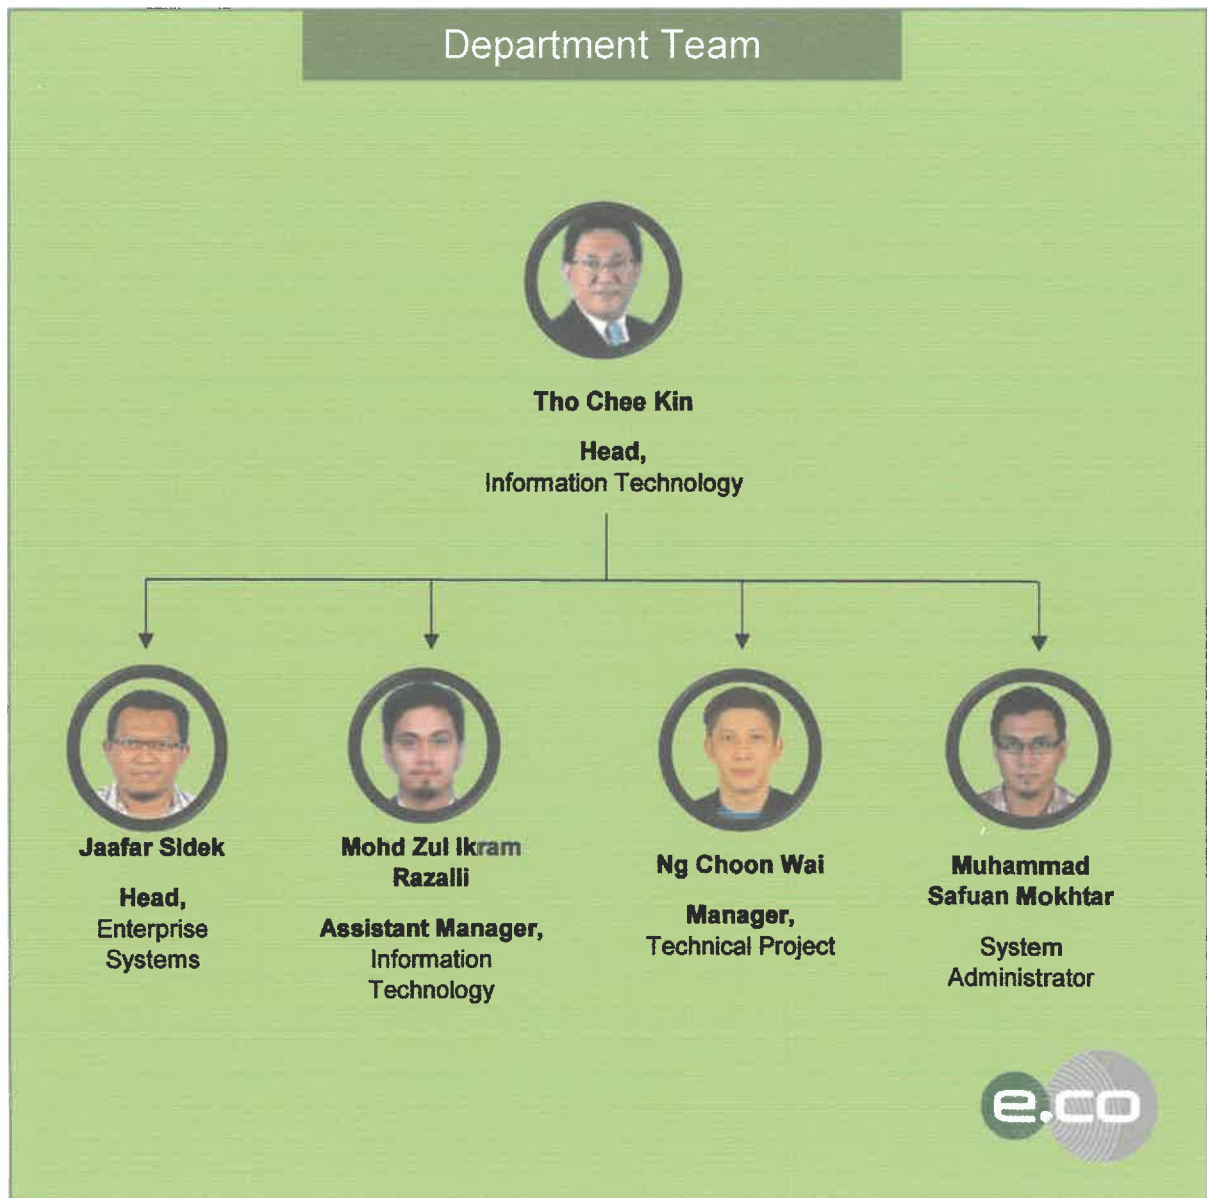 Department Team
Tho Chee Kin
Head,
Information Technology
Jaafar Sidek
Head,
Enterprise
Systems
Mohd Zul Ikram
Razalli
Assistant Manager,
Information
Technology
Ng Choon Wai
Manager,
Technical Project
Muhammad
Safuan Mokhtar
System
Administrator
e.co